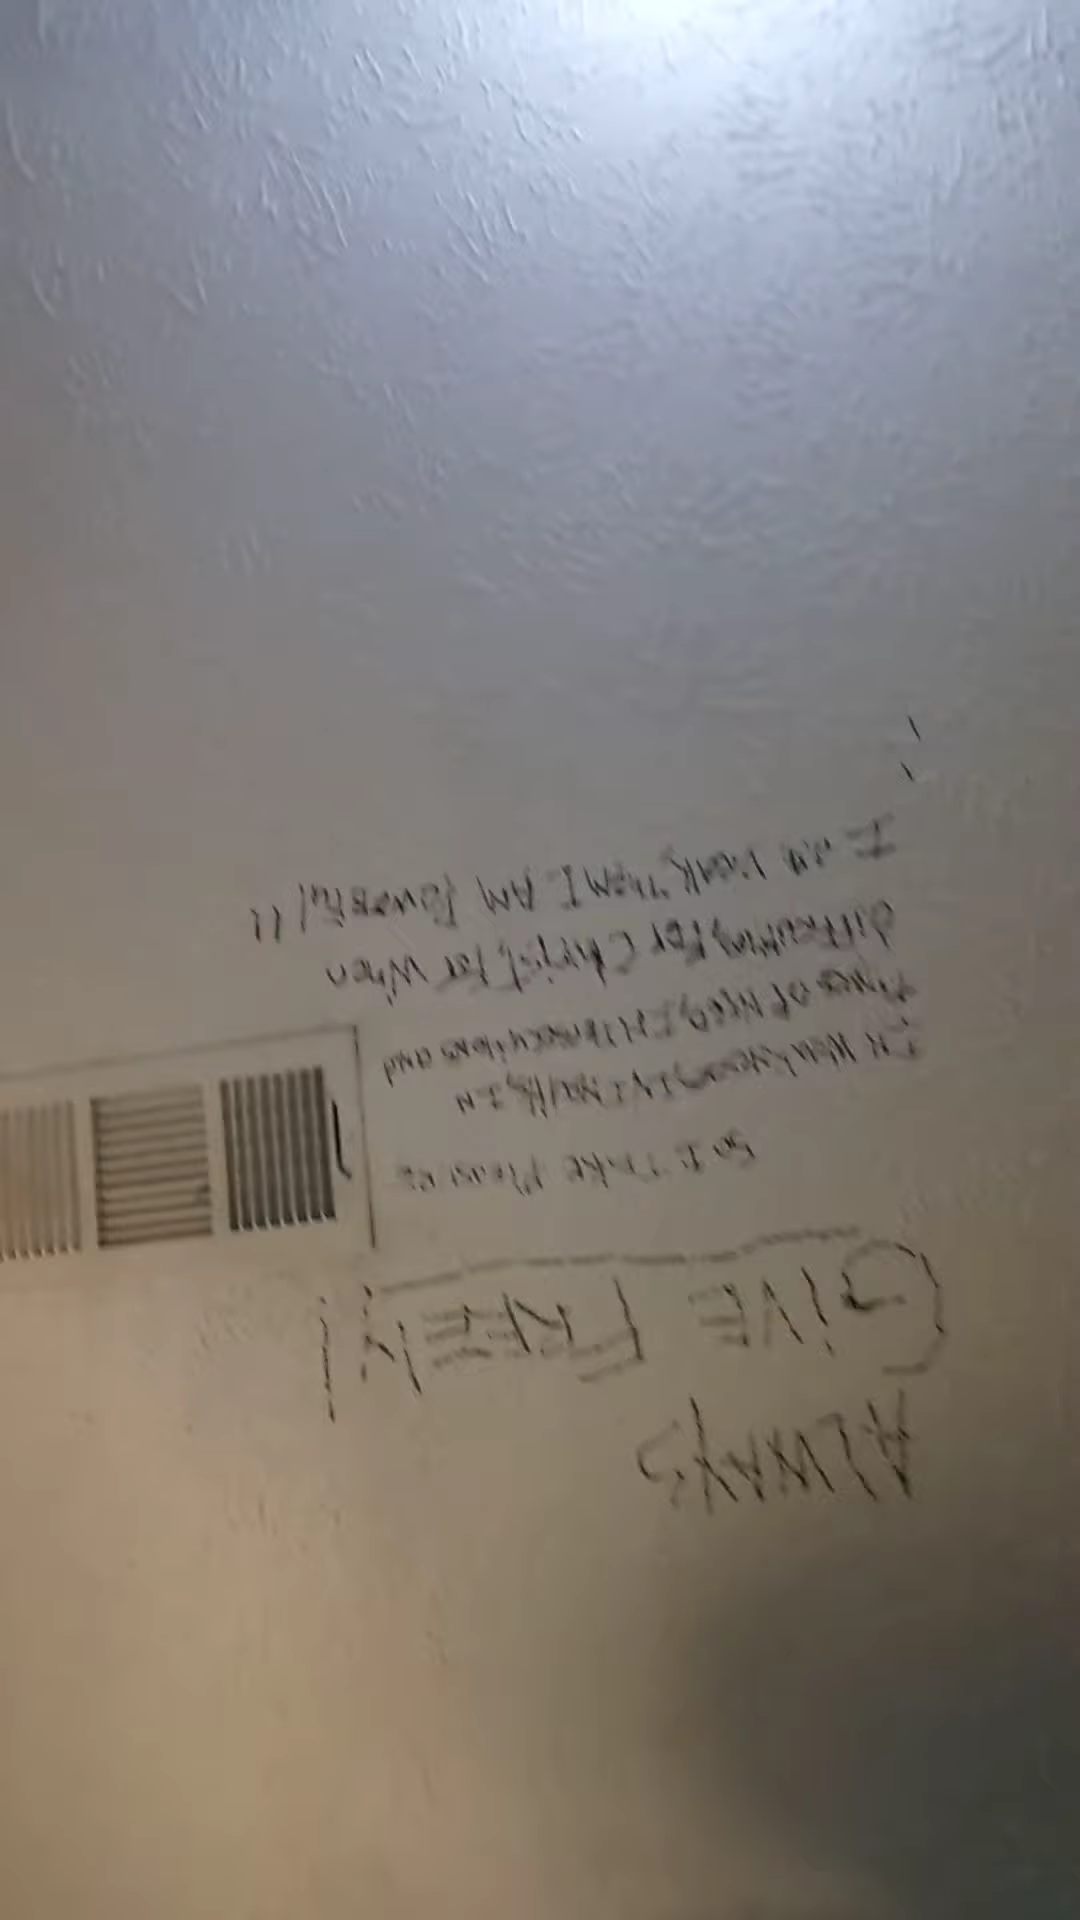 ALWAYS
GIVE FREELY!
So I Take Pleasure
IN Weaknesses, IN INSults, IN
Times of Need, IN Persecutions and
difficulties, For Christ, for When
I am Weak, Them I AM Powerful!!